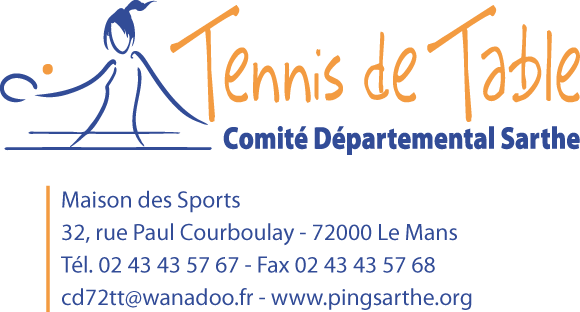 Tennis de Table
Comité Départemental Sarthe
Maison des Sports
32, rue Paul Courboulay - 72000 Le Mans
Tél. 02 43 43 57 67 - Fax 02 43 43 57 68
cd72tt@wanadoo.fr - www.pingsarthe.org